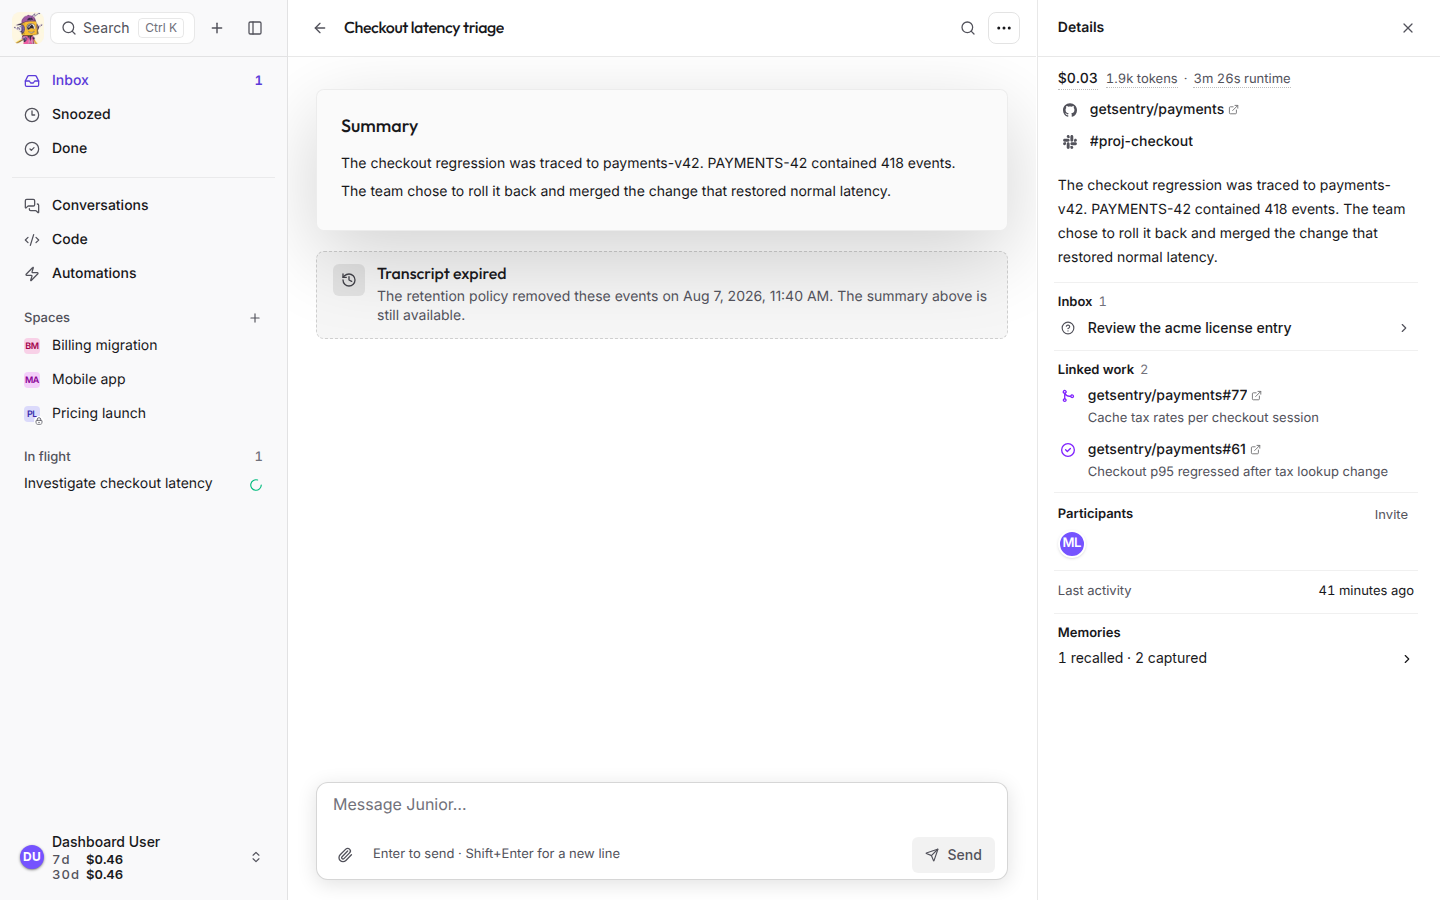 Search Ctrl K
Inbox 1
Snoozed
Done
Conversations
Code
Automations
Spaces
BM Billing migration
MA Mobile app
PL Pricing launch
In flight 1
Investigate checkout latency
DU Dashboard User
7d $0.46
30d $0.46
Checkout latency triage
Summary
The checkout regression was traced to payments-v42. PAYMENTS-42 contained 418 events.
The team chose to roll it back and merged the change that restored normal latency.
Transcript expired
The retention policy removed these events on Aug 7, 2026, 11:40 AM. The summary above is
still available.
Message Junior...
Enter to send · Shift+Enter for a new line
Send
Details
$0.03 1.9k tokens · 3m 26s runtime
getsentry/payments
#proj-checkout
The checkout regression was traced to payments-
v42. PAYMENTS-42 contained 418 events. The team
chose to roll it back and merged the change that
restored normal latency.
Inbox 1
Review the acme license entry
Linked work 2
getsentry/payments#77
Cache tax rates per checkout session
getsentry/payments#61
Checkout p95 regressed after tax lookup change
Participants Invite
ML
Last activity 41 minutes ago
Memories
1 recalled · 2 captured